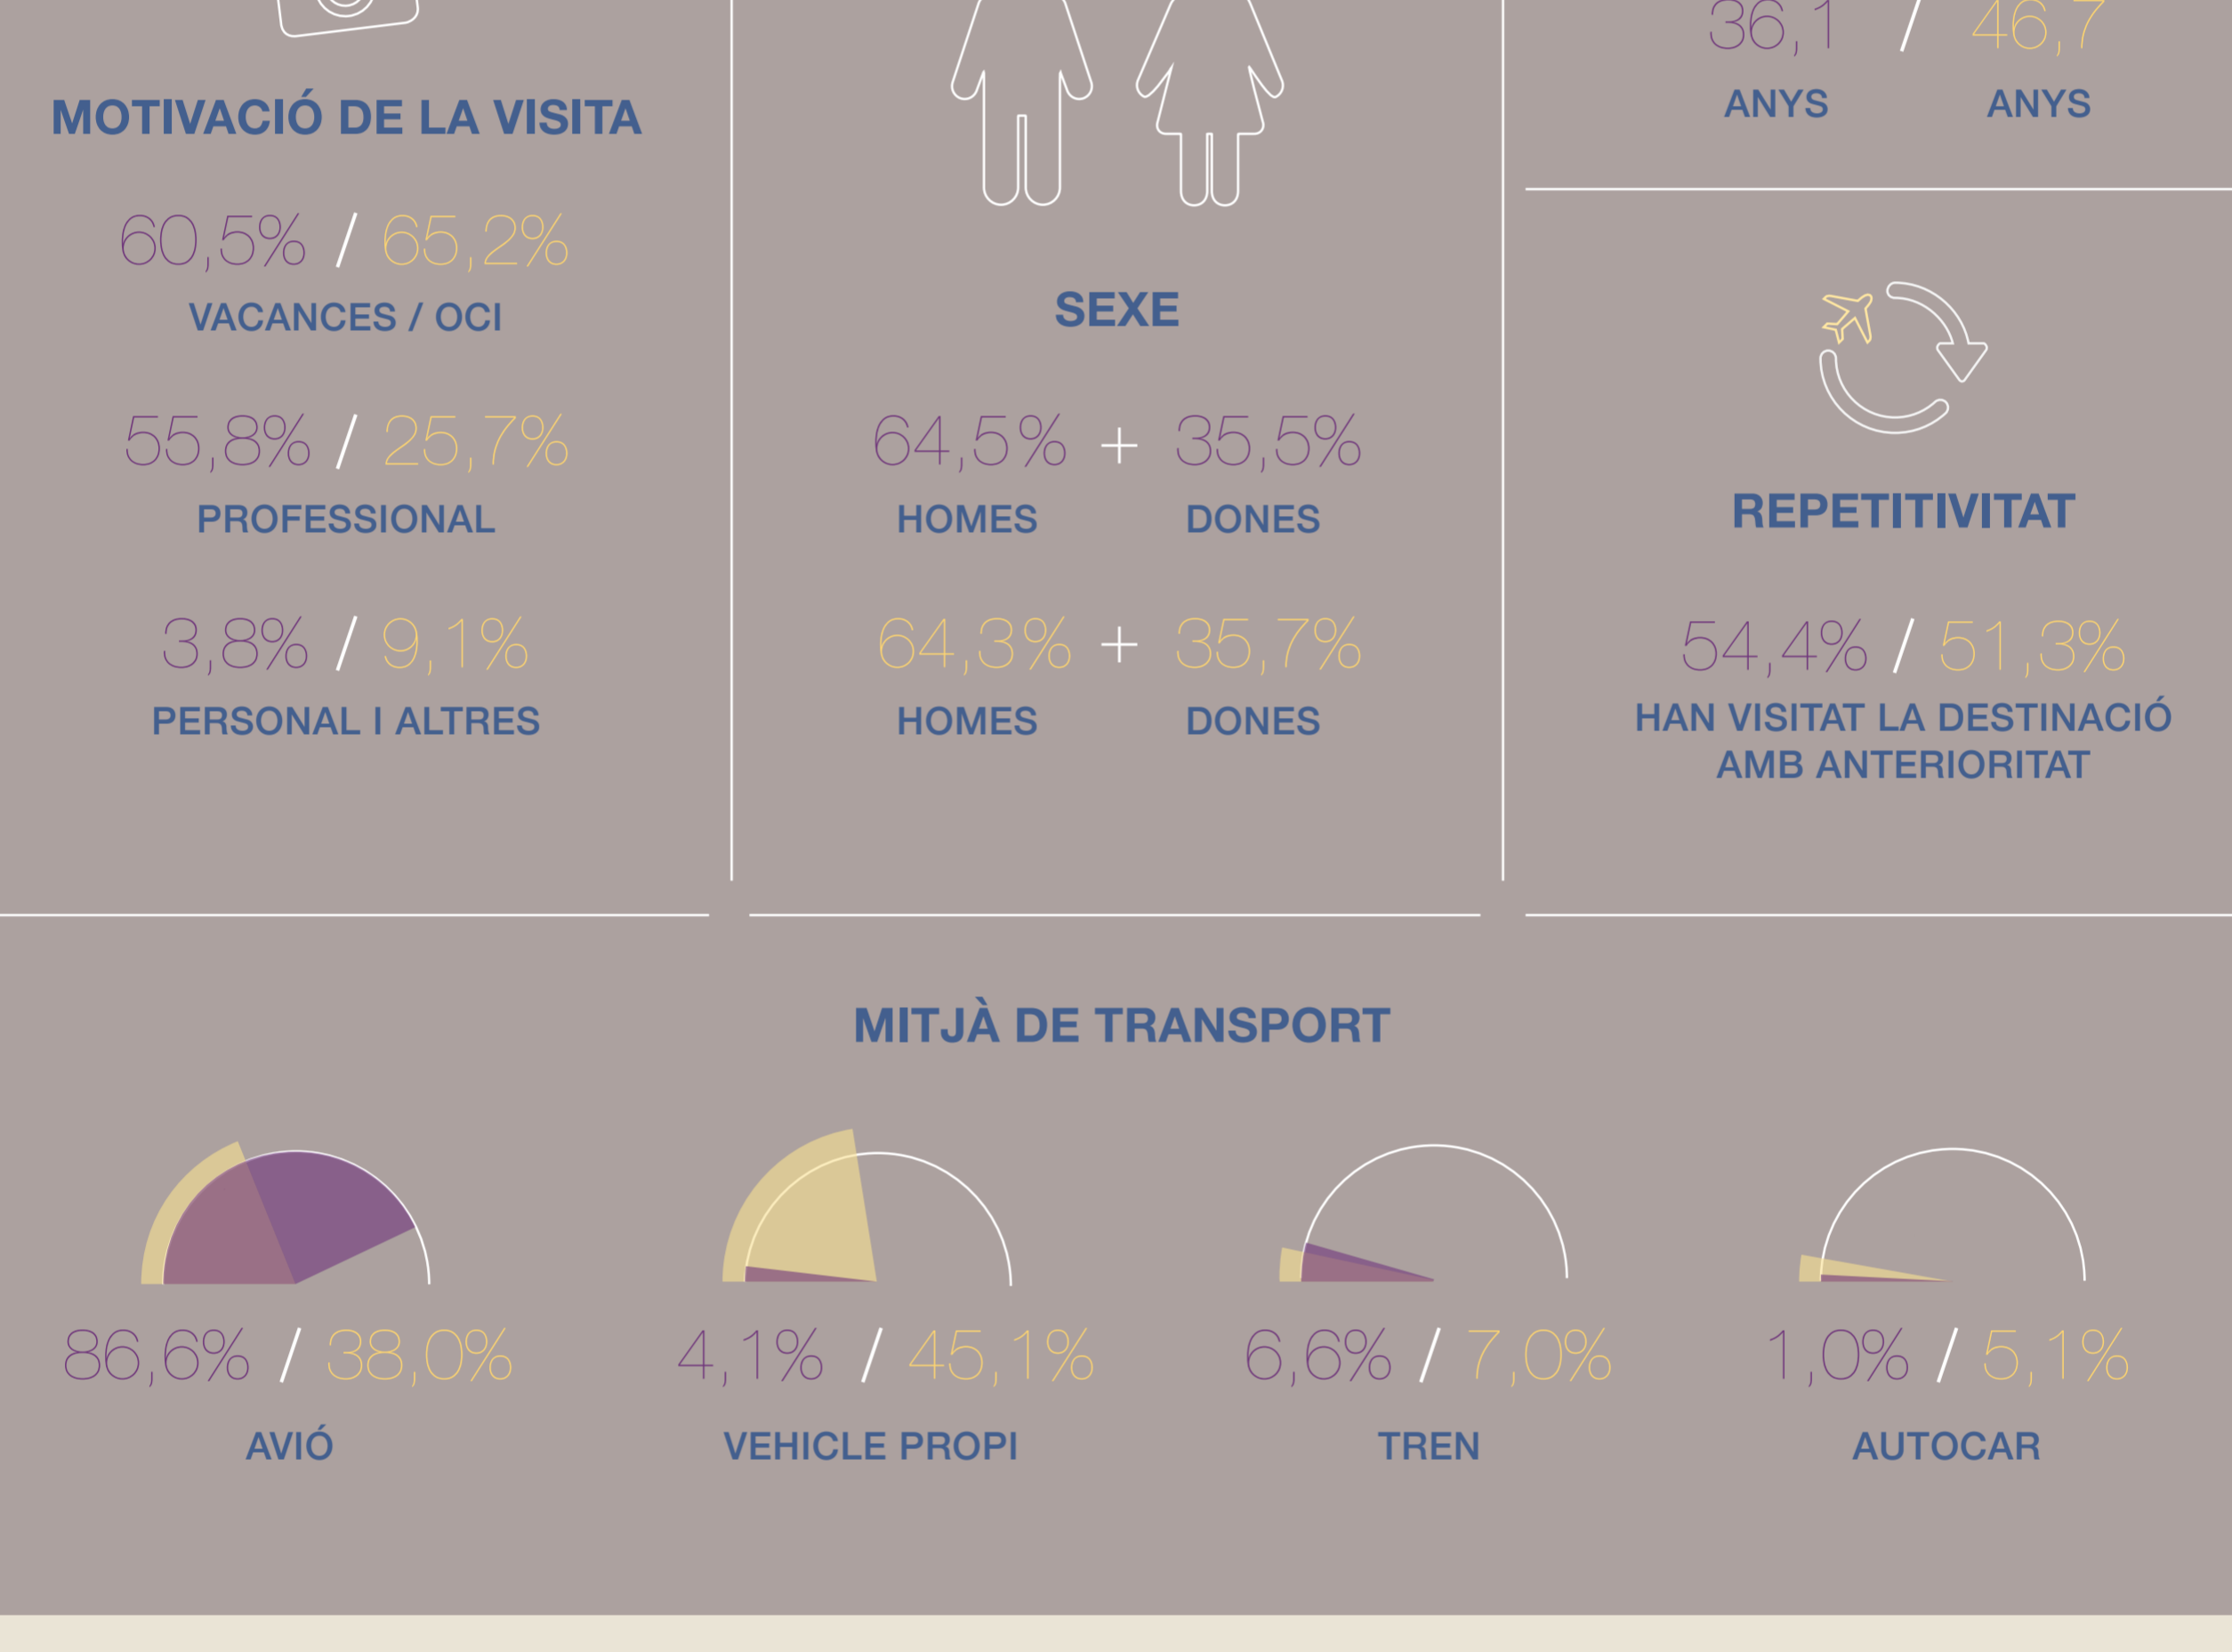 MOTIVACIÓ DE LA VISITA
60,5% / 65,2%
VACANCES / OCI
55,8% / 25,7%
PROFESSIONAL
3,8% / 9,1%
PERSONAL I ALTRES
SEXE
64,5% + 35,5%
HOMES DONES
64,3% + 35,7%
HOMES DONES
36,1 / 46,7
ANYS ANYS
REPETITIVITAT
54,4% / 51,3%
HAN VISITAT LA DESTINACIÓ
AMB ANTERIORITAT
MITJÀ DE TRANSPORT
86,6% / 38,0%
AVIÓ
4,1% / 45,1%
VEHICLE PROPI
6,6% / 7,0%
TREN
1,0% / 5,1%
AUTOCAR